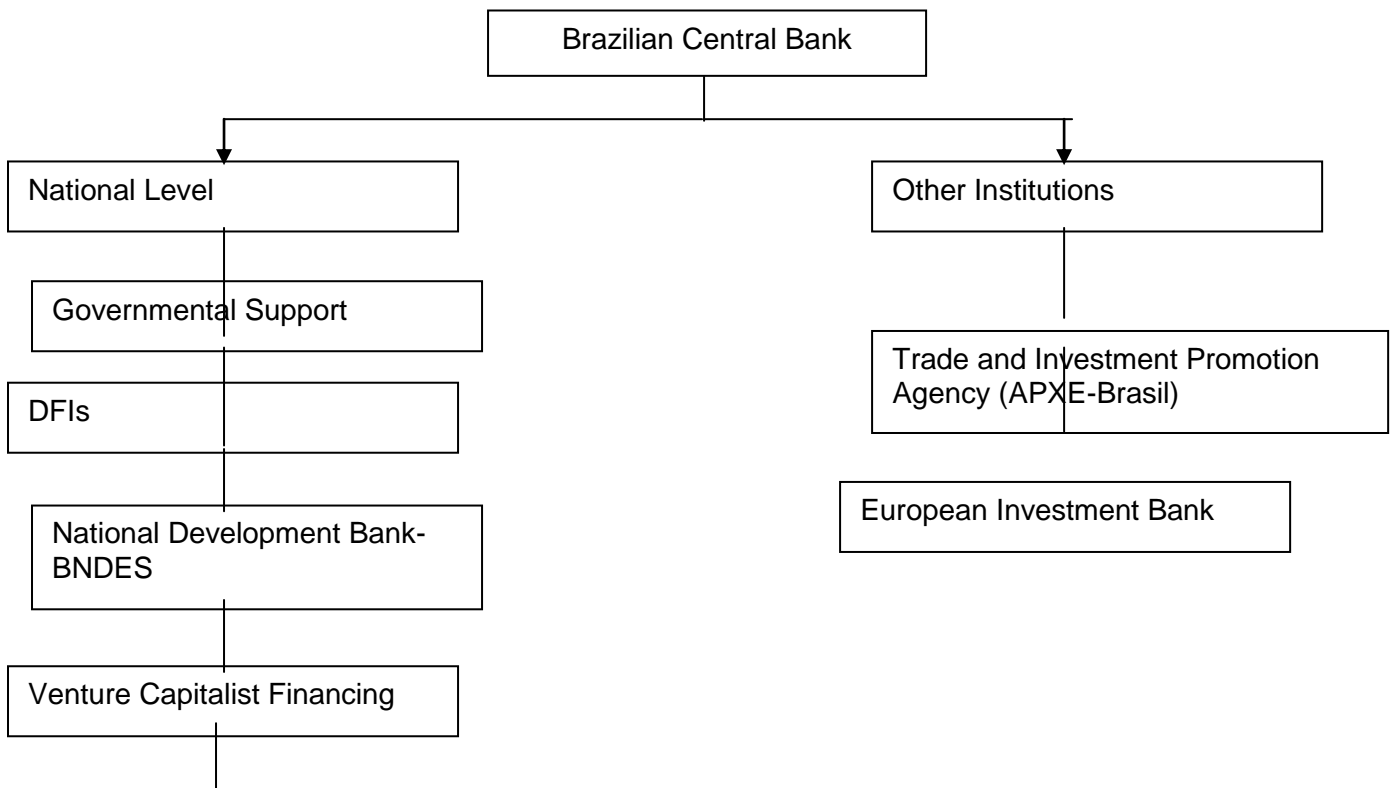 Brazilian Central Bank
National Level
Governmental Support
DFIs
National Development Bank-
BNDES
Venture Capitalist Financing
Other Institutions
Trade and Investment Promotion
Agency (APXE-Brasil)
European Investment Bank